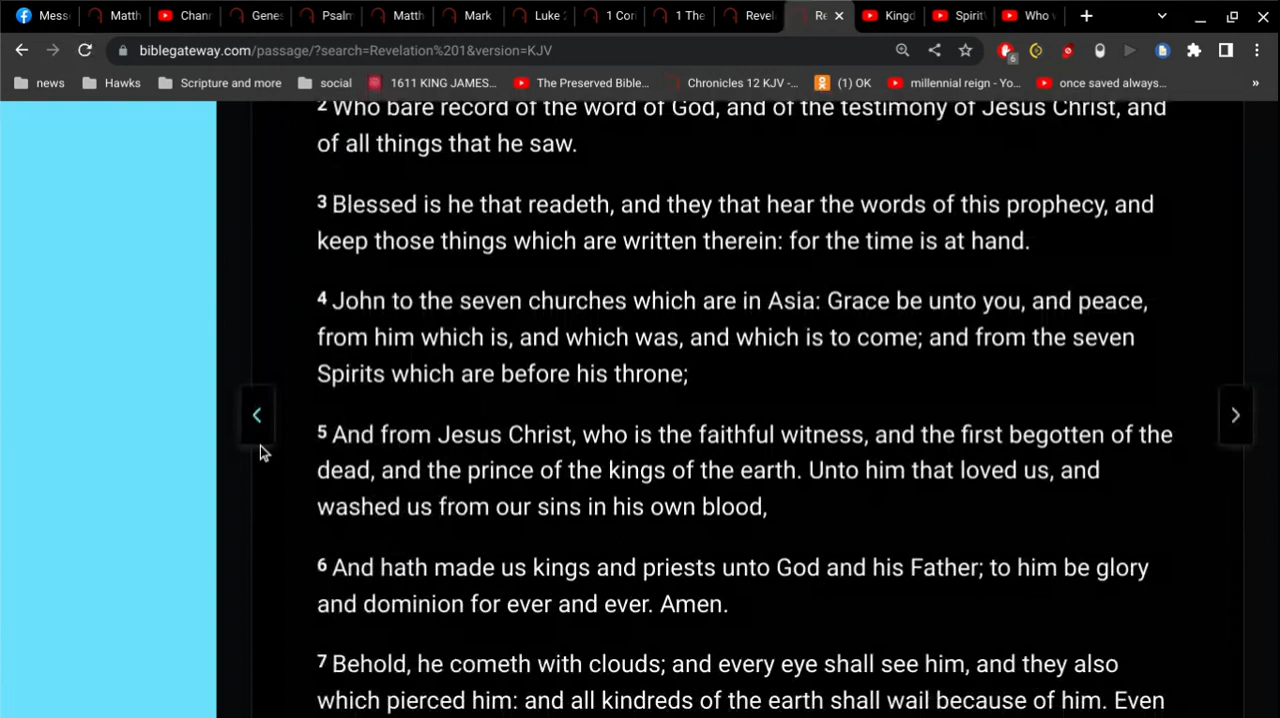 Messe Matth Chann Genes Psalm Matth Mark Luke 2 1 Cor 1 The Revela Re Kingd SpiritV Who v
biblegateway.com/passage/?search=Revelation%201&version=KJV
6
news Hawks Scripture and more social 1611 KING JAMES... The Preserved Bible... Chronicles 12 KJV -... (1) OK millennial reign - Yo... once saved always... »
2 Who bare record of the word of God, and of the testimony of Jesus Christ, and
of all things that he saw.
3 Blessed is he that readeth, and they that hear the words of this prophecy, and
keep those things which are written therein: for the time is at hand.
4 John to the seven churches which are in Asia: Grace be unto you, and peace,
from him which is, and which was, and which is to come; and from the seven
Spirits which are before his throne;
5 And from Jesus Christ, who is the faithful witness, and the first begotten of the
dead, and the prince of the kings of the earth. Unto him that loved us, and
washed us from our sins in his own blood,
6 And hath made us kings and priests unto God and his Father; to him be glory
and dominion for ever and ever. Amen.
7 Behold, he cometh with clouds; and every eye shall see him, and they also
which pierced him: and all kindreds of the earth shall wail because of him. Even